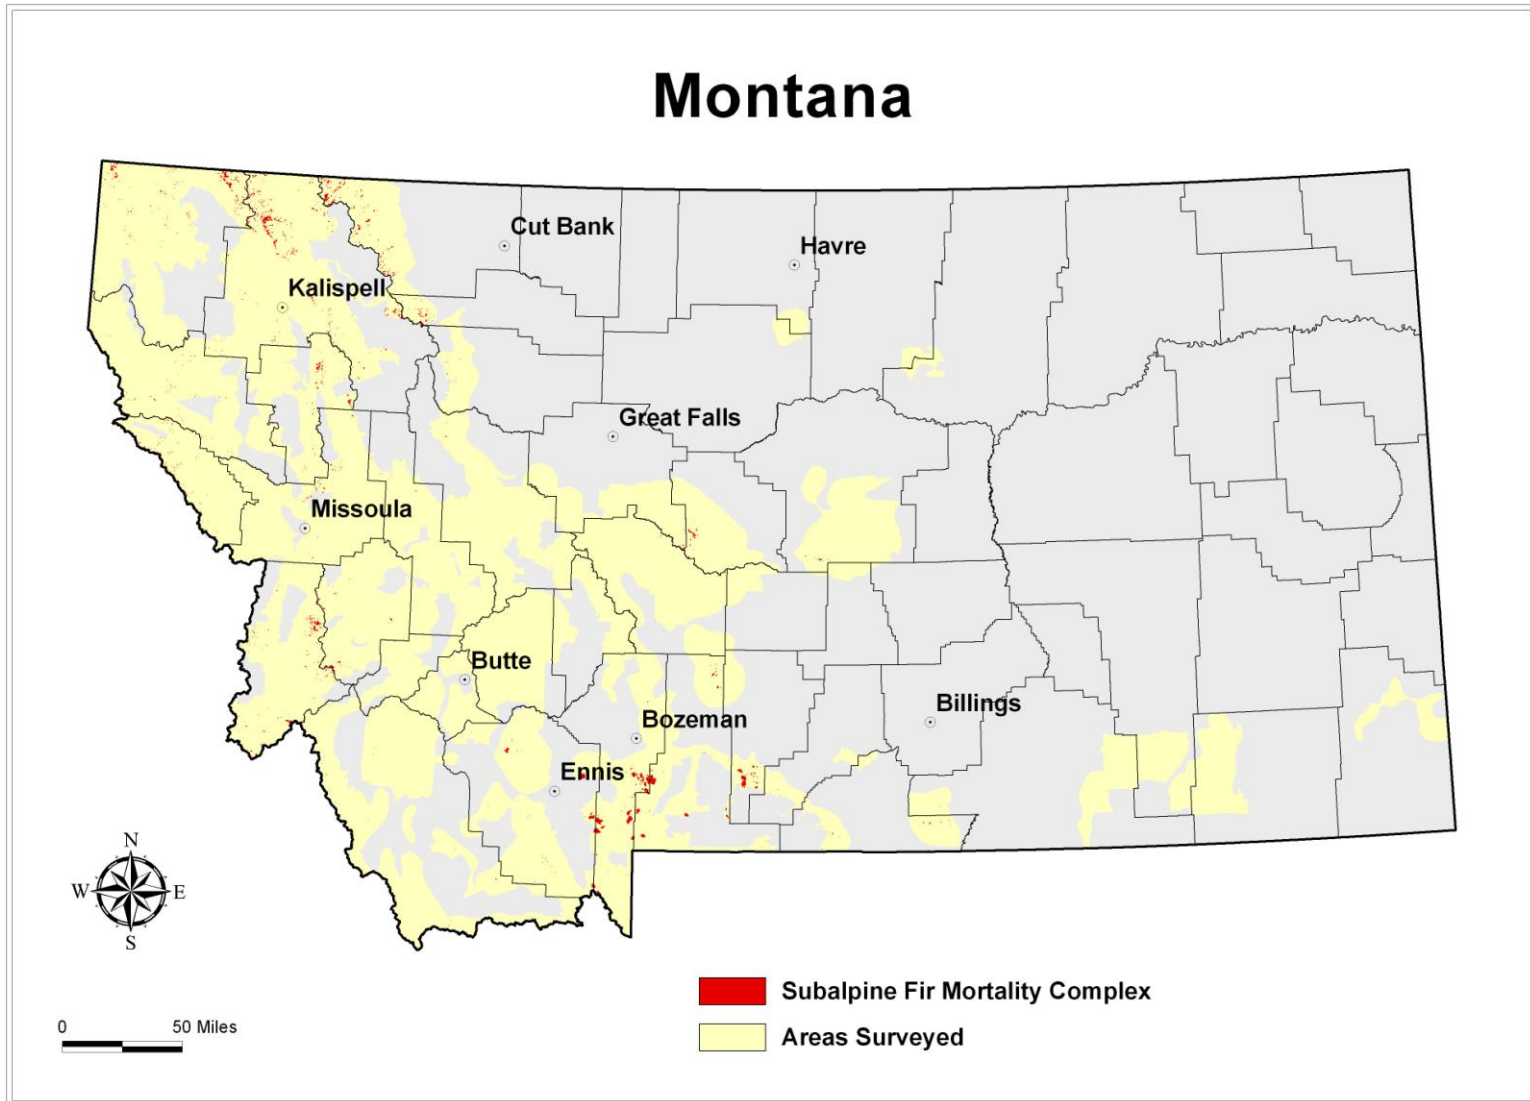 Montana
Cut Bank
Havre
Kalispell
Great Falls
Missoula
Butte
Bozeman
Billings
Ennis
N
W
E
S
Subalpine Fir Mortality Complex
0
50 Miles
Areas Surveyed